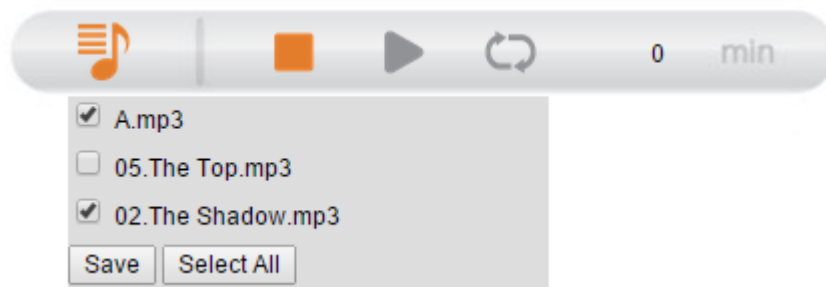 0 min
A.mp3
05.The Top.mp3
02.The Shadow.mp3
Save Select All